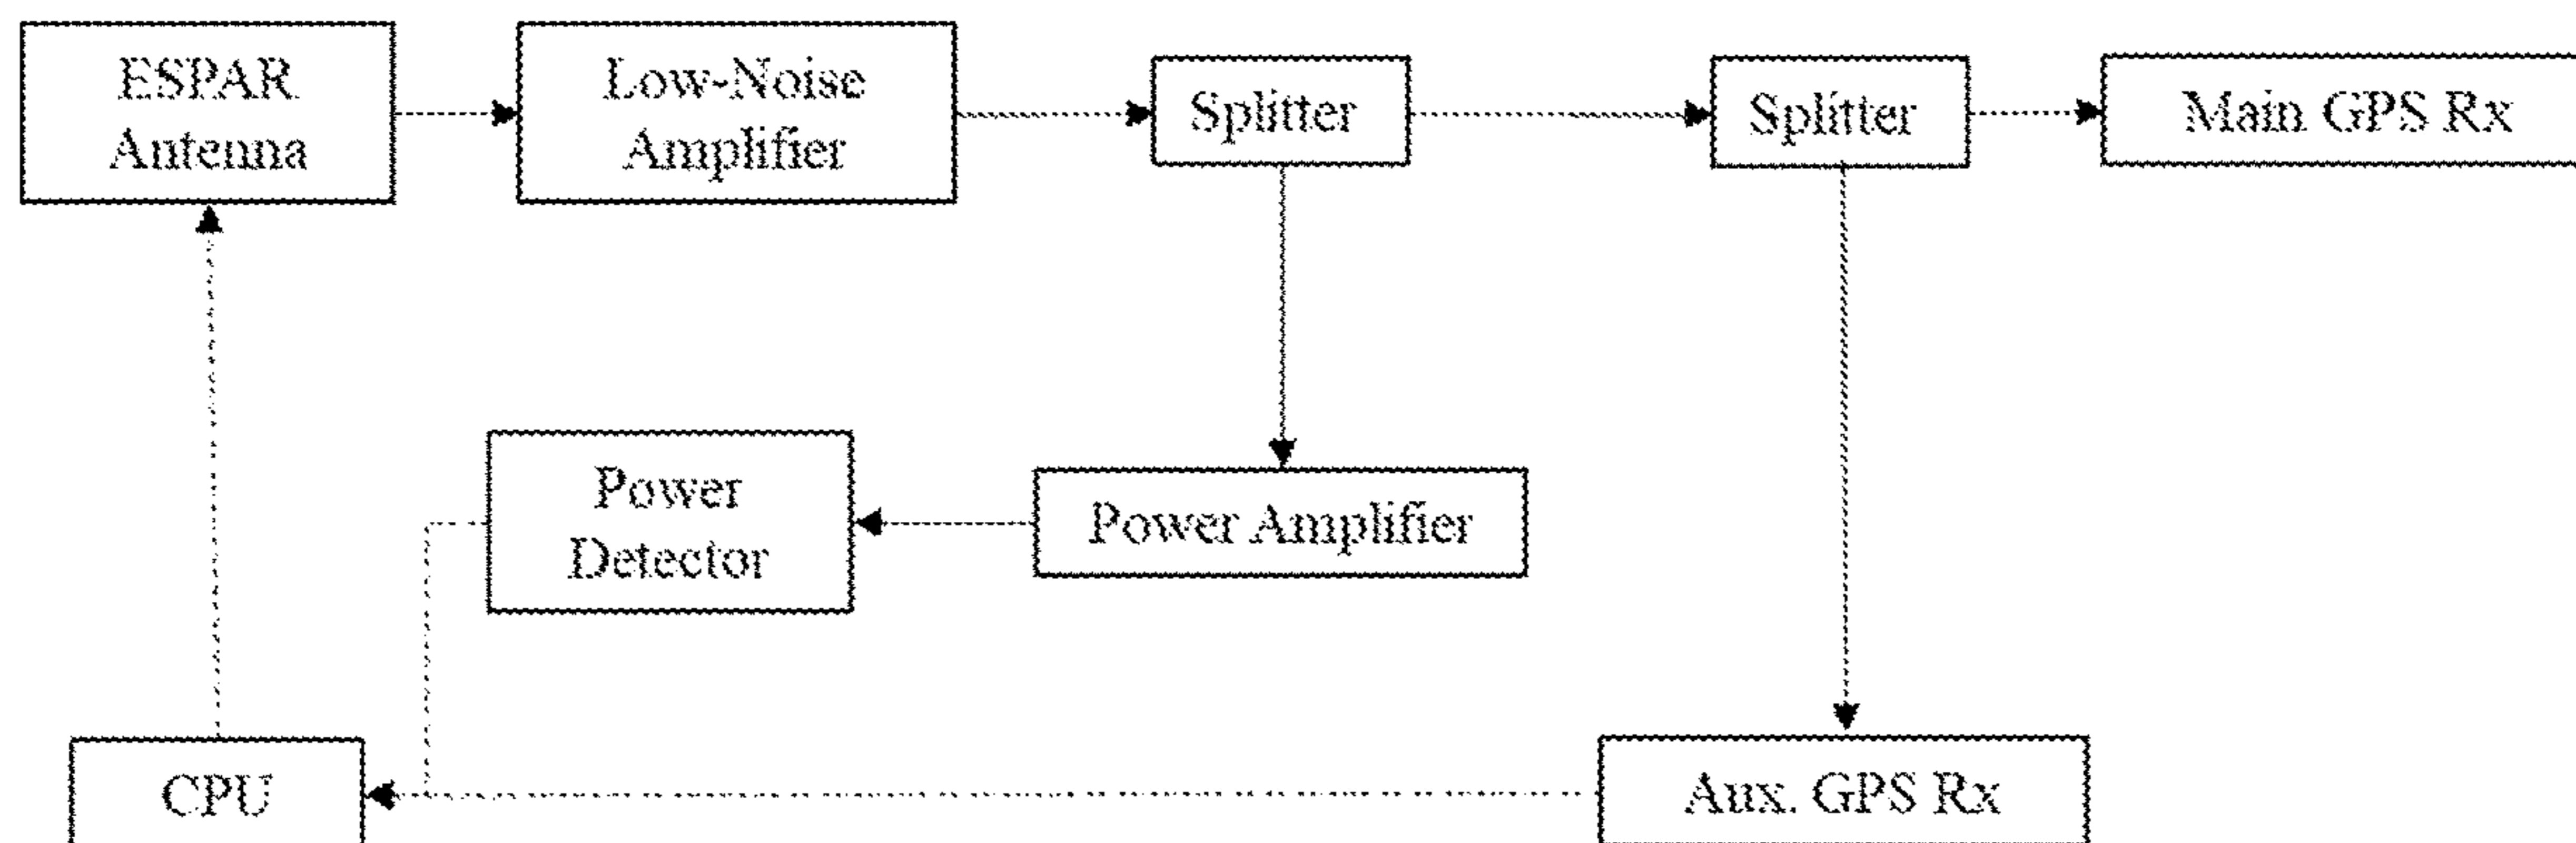 ESPAR
Antenna
Low-Noise
Amplifier
Splitter
Splitter
Main GPS Rx
Power
Detector
Power Amplifier
CPU
Aux. GPS Rx